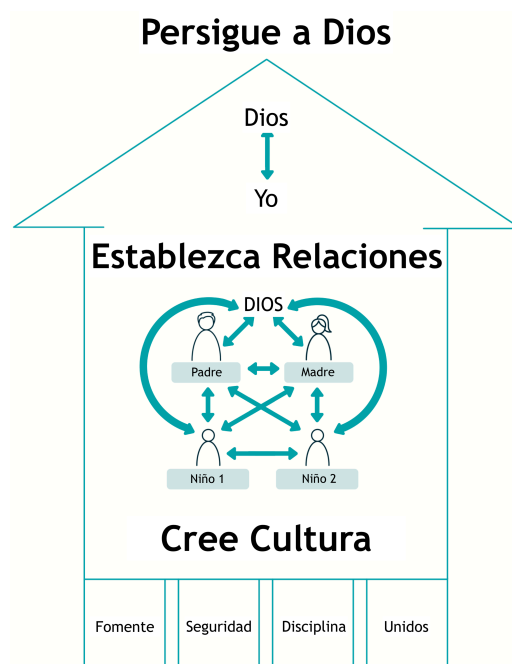 Persigue a Dios
Dios
Yo
Establezca Relaciones
DIOS
Padre
Madre
Niño 1
Niño 2
Cree Cultura
Fomente
Seguridad
Disciplina
Unidos